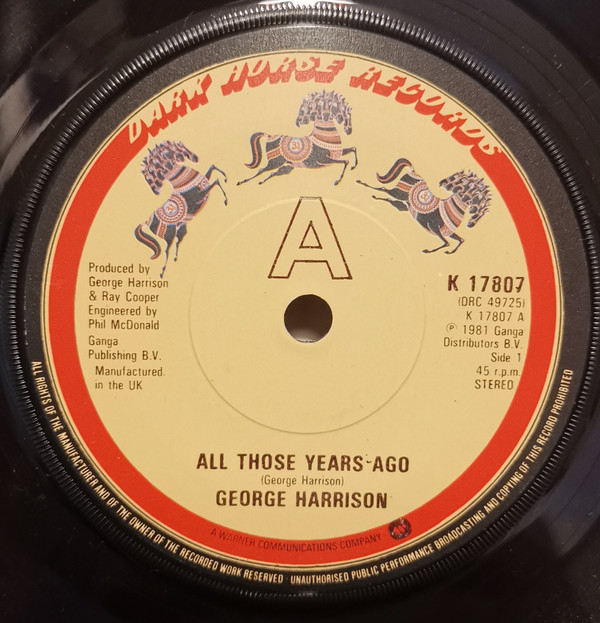 DARK HORSE RECORDS
A
Produced by
George Harrison
& Ray Cooper
Engineered by
Phil McDonald
Ganga
Publishing B.V.
Manufactured.
in the UK
K 17807
(DRC 49725)
K 17807 A
℗ 1981 Ganga
Distributors B.V.
Side 1
45 r.p.m.
STEREO
ALL THOSE YEARS AGO
(George Harrison)
GEORGE HARRISON
A WARNER COMMUNICATIONS COMPANY
ALL RIGHTS OF THE MANUFACTURER AND OF THE OWNER OF THE RECORDED WORK RESERVED · UNAUTHORISED PUBLIC PERFORMANCE BROADCASTING AND COPYING OF THIS RECORD PROHIBITED